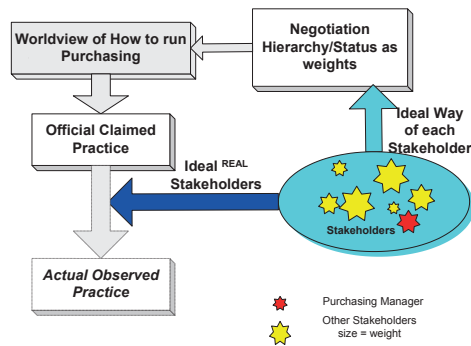 Worldview of How to run
Purchasing
Negotiation
Hierarchy/Status as
weights
Official Claimed
Practice
Ideal Way
of each
Stakeholder
Ideal REAL
Stakeholders
Stakeholders
Actual Observed
Practice
Purchasing Manager
Other Stakeholders
size = weight